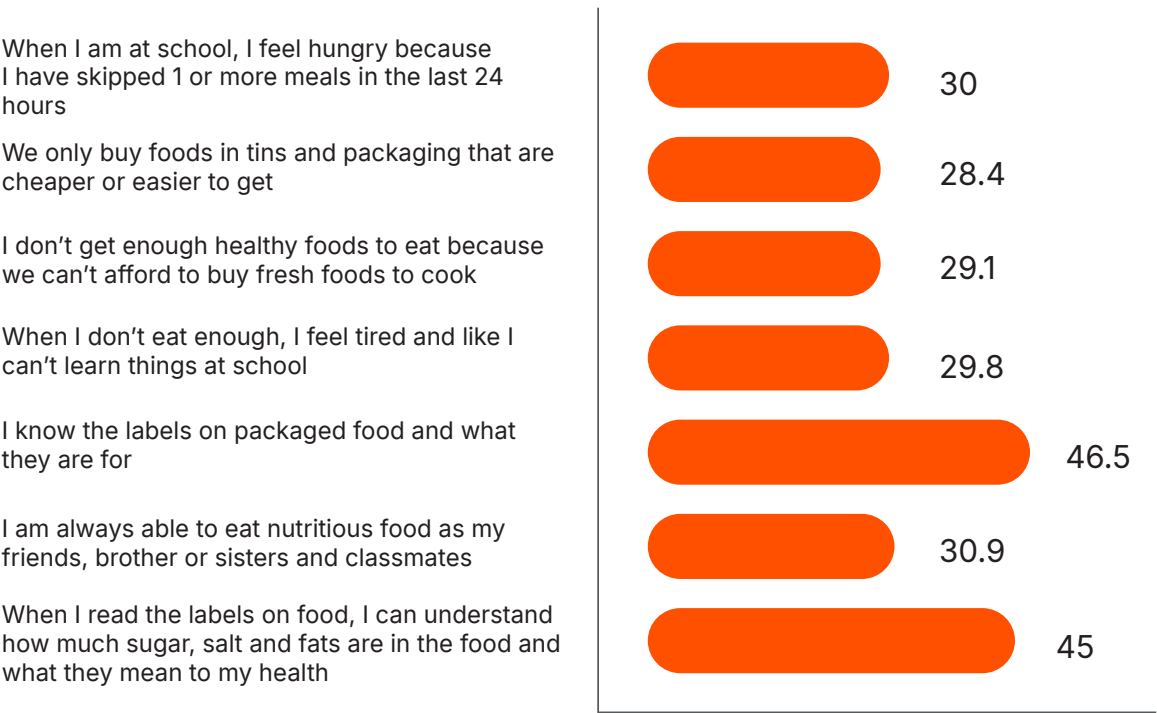 When I am at school, I feel hungry because
I have skipped 1 or more meals in the last 24
hours
30
We only buy foods in tins and packaging that are
cheaper or easier to get
28.4
I don’t get enough healthy foods to eat because
we can’t afford to buy fresh foods to cook
29.1
When I don’t eat enough, I feel tired and like I
can’t learn things at school
29.8
I know the labels on packaged food and what
they are for
46.5
I am always able to eat nutritious food as my
friends, brother or sisters and classmates
30.9
When I read the labels on food, I can understand
how much sugar, salt and fats are in the food and
what they mean to my health
45